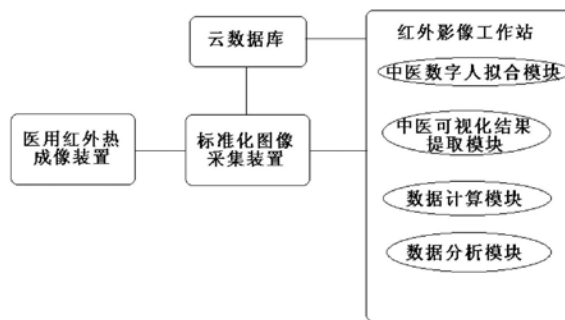 云数据库
红外影像工作站
中医数字人拟合模块
医用红外热
成像装置
标准化图像
采集装置
中医可视化结果
提取模块
数据计算模块
数据分析模块